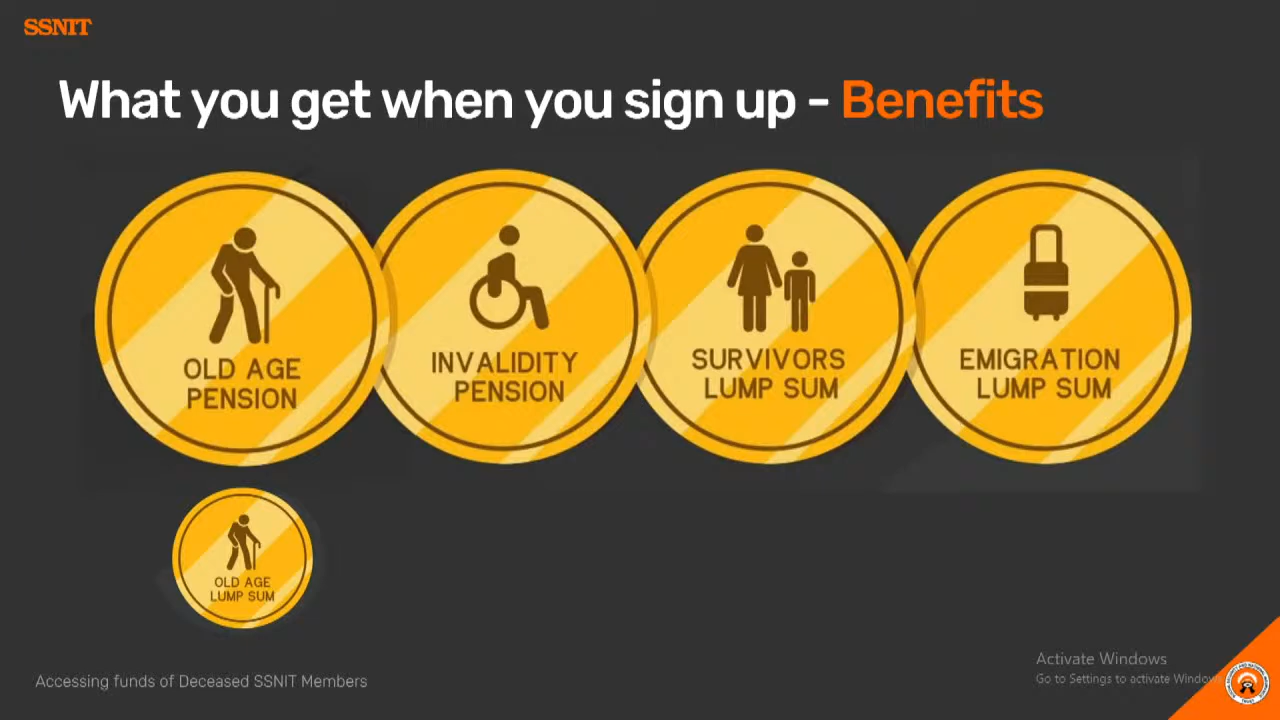 SSNIT
What you get when you sign up - Benefits
OLD AGE
PENSION
INVALIDITY
PENSION
SURVIVORS
LUMP SUM
EMIGRATION
LUMP SUM
OLD AGE
LUMP SUM
Accessing funds of Deceased SSNIT Members
Activate Windows
Go to Settings to activate